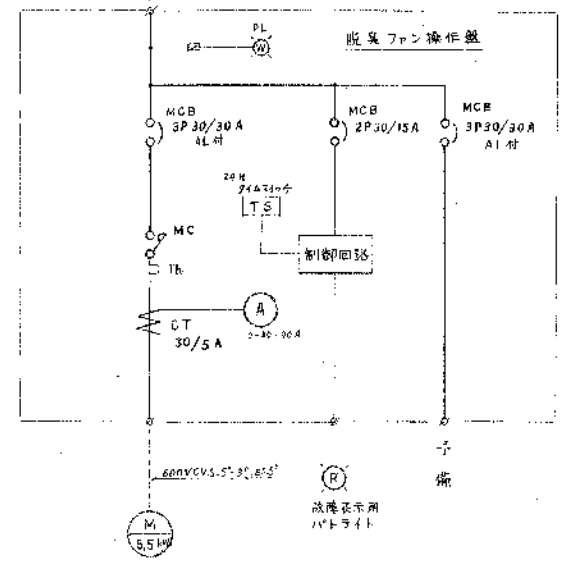 PL
W
脱臭ファン操作盤
MCB
3P30/30A
AL付
MCB
2P30/15A
MCB
3P30/30A
AL付
24H
タイムスイッチ
TS
MC
制御回路
Th
A
CT
30/5A
予
備
R
故障表示用
パトライト
M
5.5kW